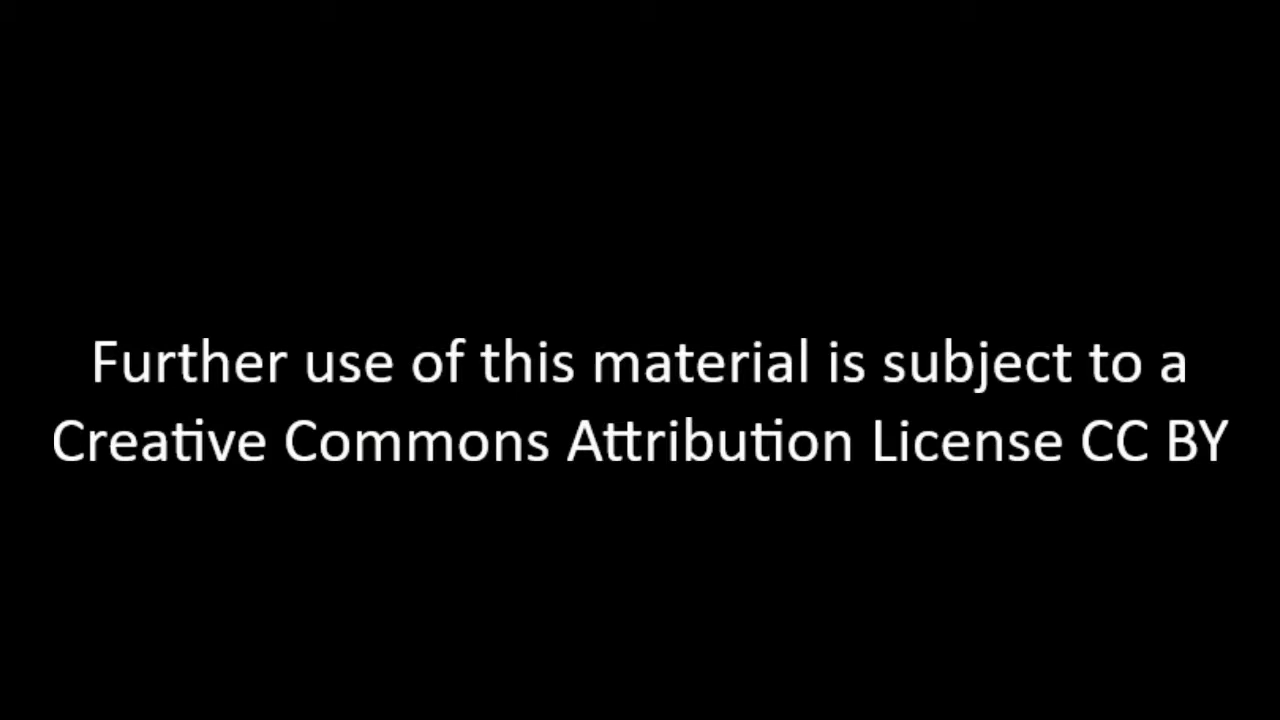 Further use of this material is subject to a
Creative Commons Attribution License CC BY